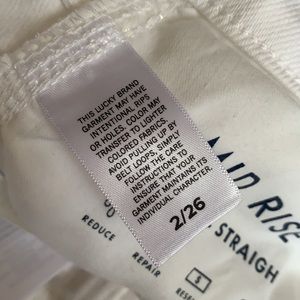 THIS LUCKY BRAND
GARMENT MAY HAVE
INTENTIONAL RIPS
OR HOLES. COLOR MAY
TRANSFER TO LIGHTER
COLORED FABRICS.
AVOID PULLING UP BY
BELT LOOPS, SIMPLY
FOLLOW THE CARE
INSTRUCTIONS TO
ENSURE THAT YOUR
GARMENT MAINTAINS ITS
INDIVIDUAL CHARACTER.
2/26
MID RISE
STRAIGHT
REDUCE
REPAIR